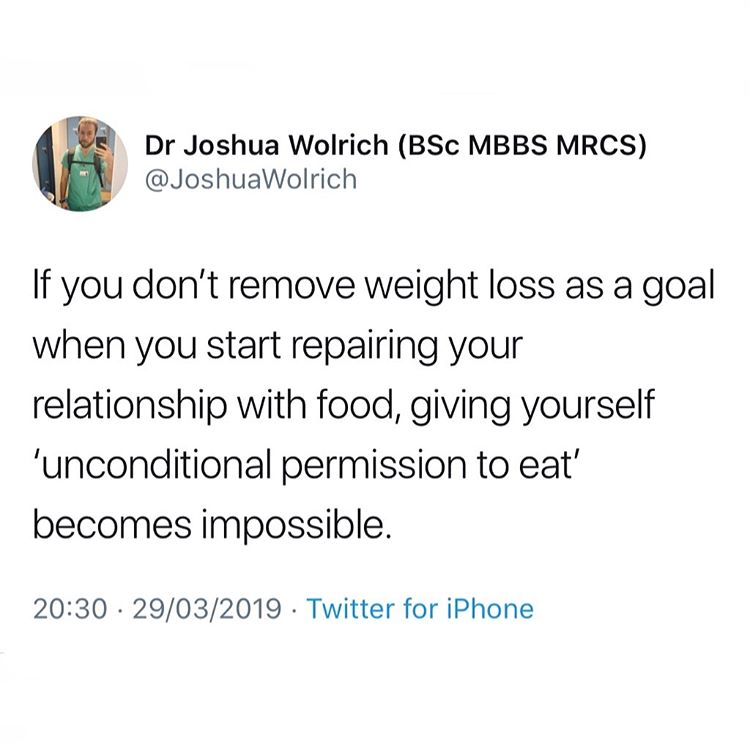 Dr Joshua Wolrich (BSc MBBS MRCS)
@JoshuaWolrich
If you don’t remove weight loss as a goal
when you start repairing your
relationship with food, giving yourself
‘unconditional permission to eat’
becomes impossible.
20:30 · 29/03/2019 · Twitter for iPhone